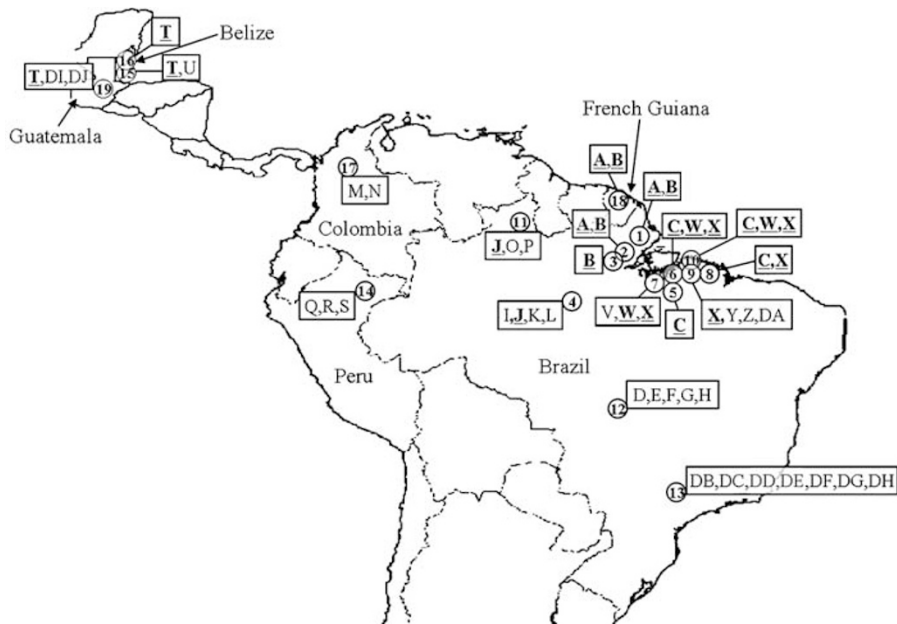 T
Belize
16
T,U
15
T,DI,DJ
19
Guatemala
French Guiana
A,B
18
A,B
17
M,N
Colombia
11
J,O,P
A,B
1
2
B
3
C,W,X
C,W,X
10
C,X
6
9
8
7
5
14
Q,R,S
4
I,J,K,L
V,W,X
X,Y,Z,DA
C
Peru
Brazil
12
D,E,F,G,H
13
DB,DC,DD,DE,DF,DG,DH